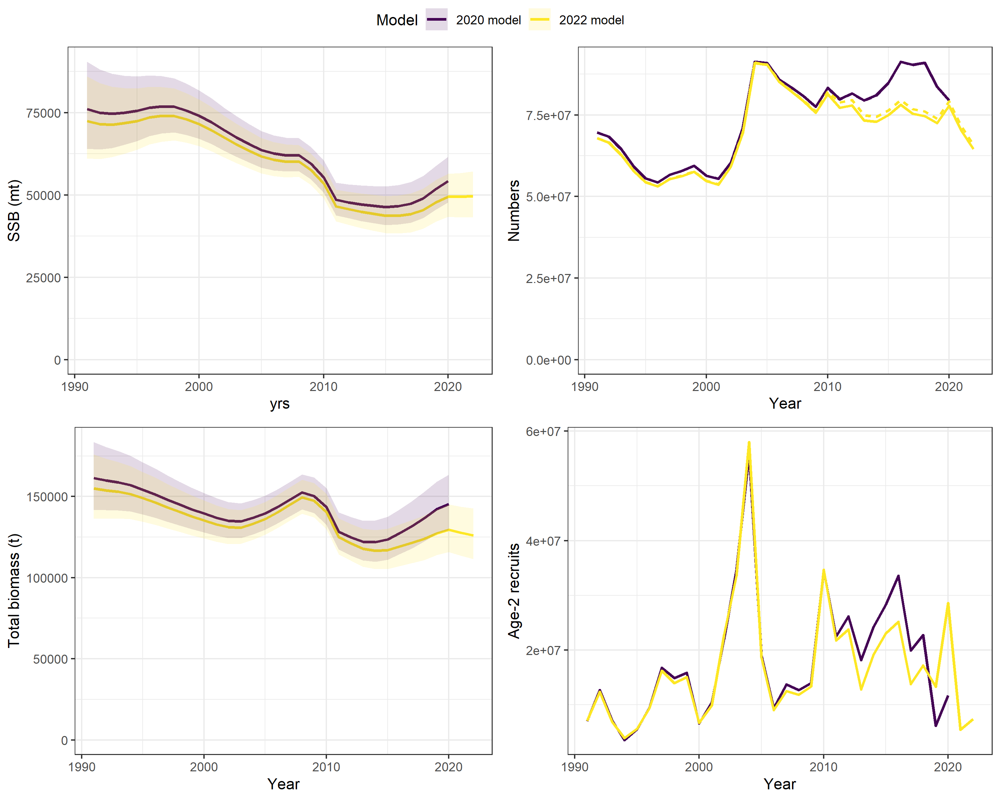 Model 2020 model 2022 model
SSB (mt)
75000
50000
25000
0
1990 2000 2010 2020
yrs
Numbers
7.5e+07
5.0e+07
2.5e+07
0.0e+00
1990 2000 2010 2020
Year
Total biomass (t)
150000
100000
50000
0
1990 2000 2010 2020
Year
Age-2 recruits
6e+07
4e+07
2e+07
1990 2000 2010 2020
Year